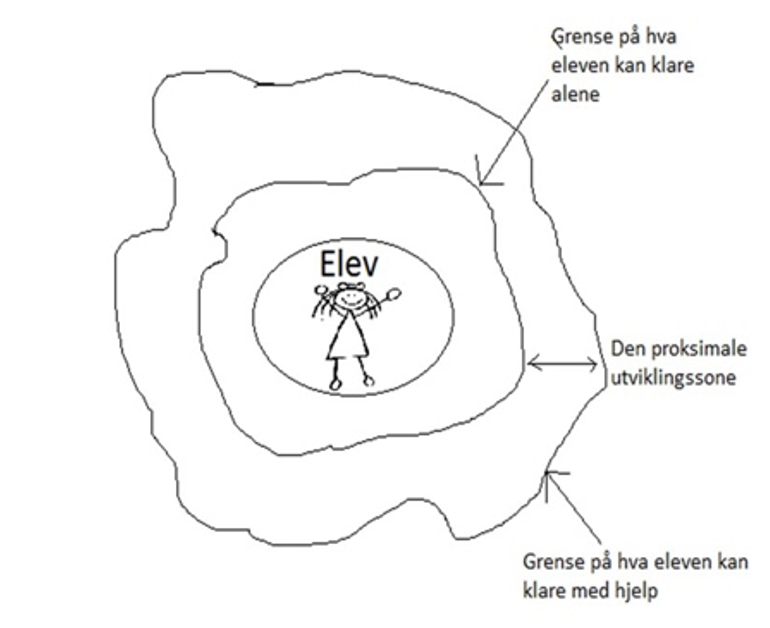 Grense på hva
eleven kan klare
alene
Elev
Den proksimale
utviklingssone
Grense på hva eleven kan
klare med hjelp